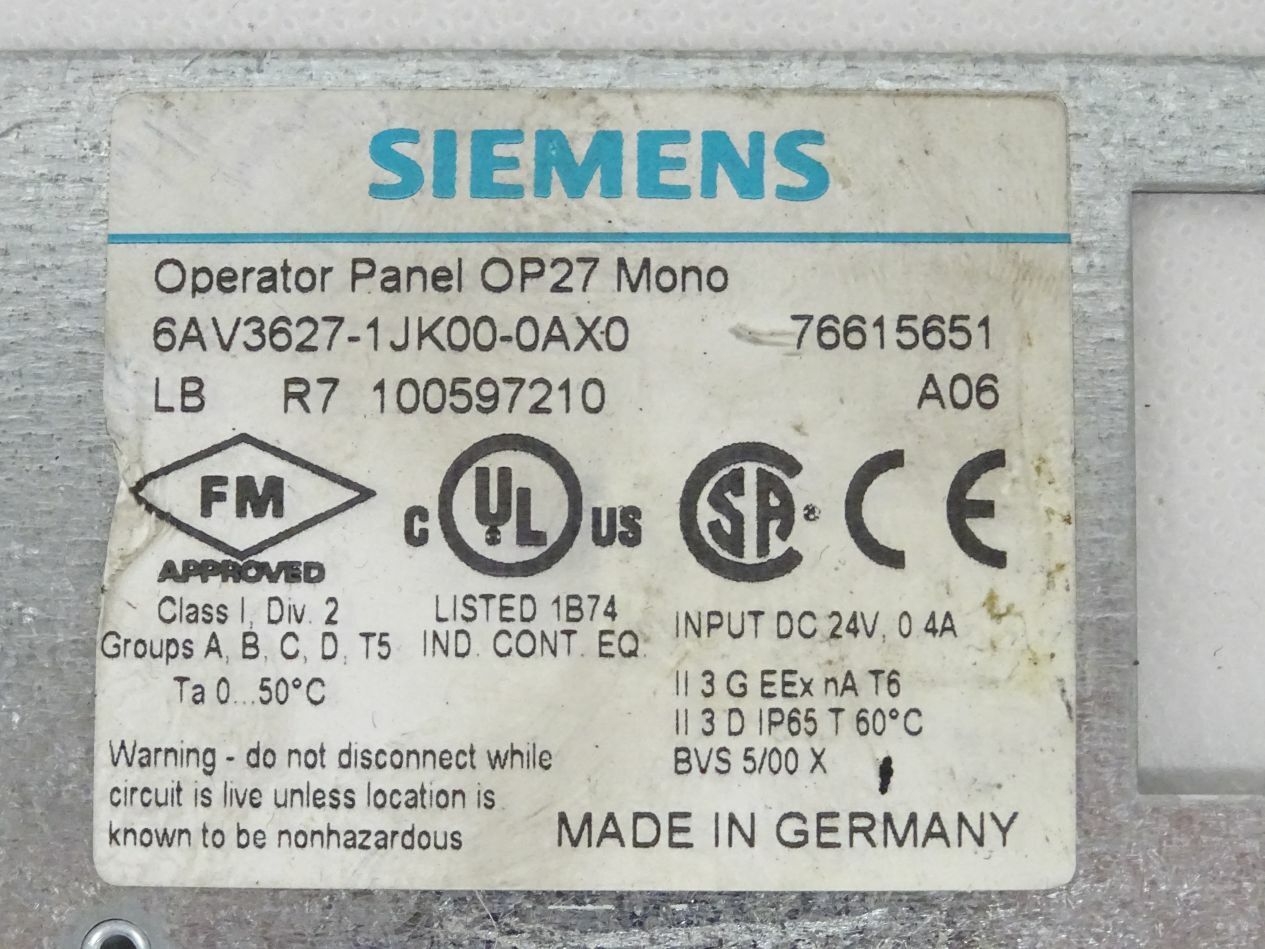 SIEMENS
Operator Panel OP27 Mono
6AV3627-1JK00-0AX0 76615651
LB R7 100597210 A06
FM
APPROVED
C UL US
SA ®
CE
Class I, Div. 2
Groups A, B, C, D, T5
Ta 0...50°C
LISTED 1B74
IND. CONT. EQ.
INPUT DC 24V, 0.4A
II 3 G EEx nA T6
II 3 D IP65 T 60°C
BVS 5/00 X
Warning - do not disconnect while
circuit is live unless location is
known to be nonhazardous
MADE IN GERMANY